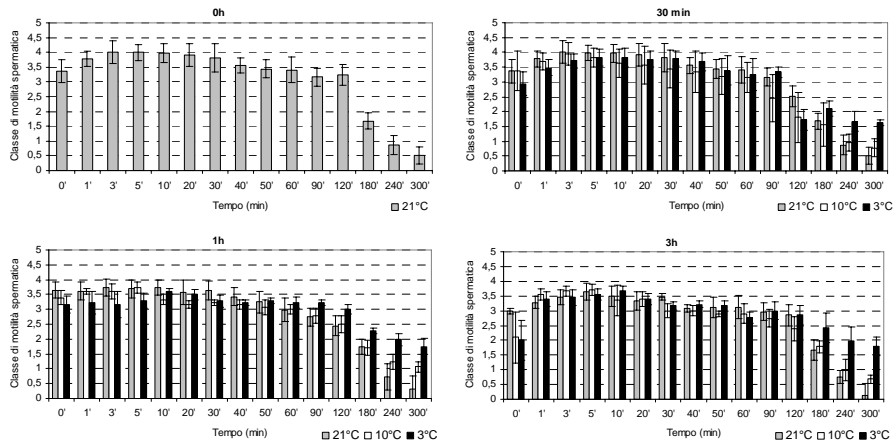 0h
Classe di motilità spermatica
5
4,5
4
3,5
3
2,5
2
1,5
1
0,5
0
0' 1' 3' 5' 10' 20' 30' 40' 50' 60' 90' 120' 180' 240' 300'
Tempo (min)
21°C
30 min
Classe di motilità spermatica
5
4,5
4
3,5
3
2,5
2
1,5
1
0,5
0
0' 1' 3' 5' 10' 20' 30' 40' 50' 60' 90' 120' 180' 240' 300'
Tempo (min)
21°C 10°C 3°C
1h
Classe di motilità spermatica
5
4,5
4
3,5
3
2,5
2
1,5
1
0,5
0
0' 1' 3' 5' 10' 20' 30' 40' 50' 60' 90' 120' 180' 240' 300'
Tempo (min)
21°C 10°C 3°C
3h
Classe di motilità spermatica
5
4,5
4
3,5
3
2,5
2
1,5
1
0,5
0
0' 1' 3' 5' 10' 20' 30' 40' 50' 60' 90' 120' 180' 240' 300'
Tempo (min)
21°C 10°C 3°C